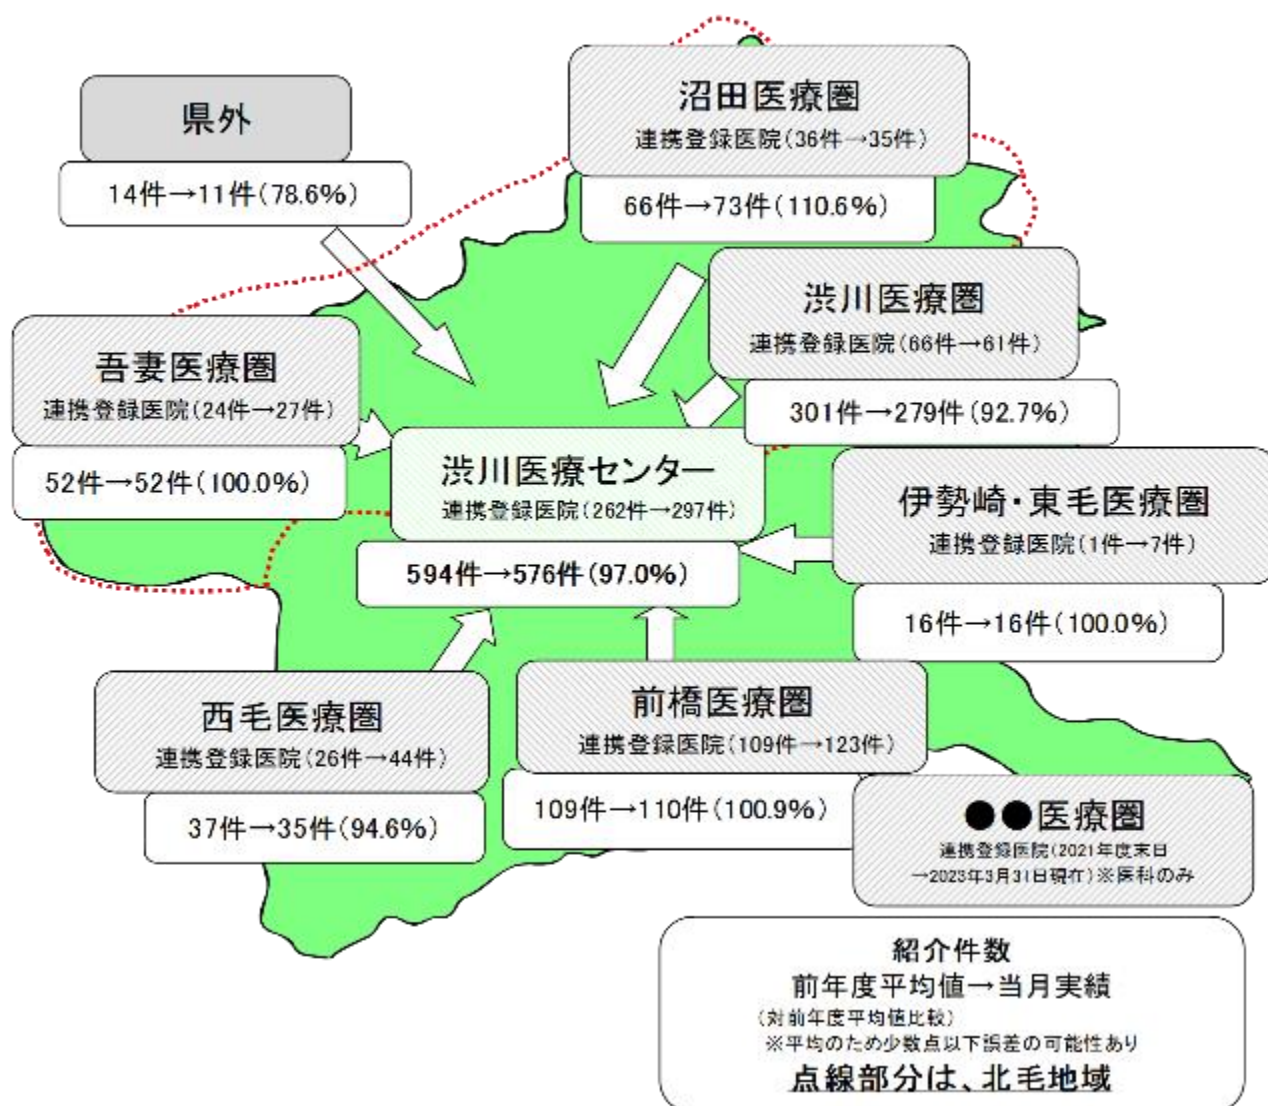 県外
14件→11件(78.6%)
沼田医療圏
連携登録医院(36件→35件)
66件→73件(110.6%)
渋川医療圏
連携登録医院(66件→61件)
301件→279件(92.7%)
吾妻医療圏
連携登録医院(24件→27件)
52件→52件(100.0%)
渋川医療センター
連携登録医院(262件→297件)
594件→576件(97.0%)
伊勢崎・東毛医療圏
連携登録医院(1件→7件)
16件→16件(100.0%)
西毛医療圏
連携登録医院(26件→44件)
37件→35件(94.6%)
前橋医療圏
連携登録医院(109件→123件)
109件→110件(100.9%)
●●医療圏
連携登録医院(2021年度末日
→2023年3月31日現在)※医科のみ
紹介件数
前年度平均値→当月実績
(対前年度平均値比較)
※平均のため少数点以下誤差の可能性あり
点線部分は、北毛地域